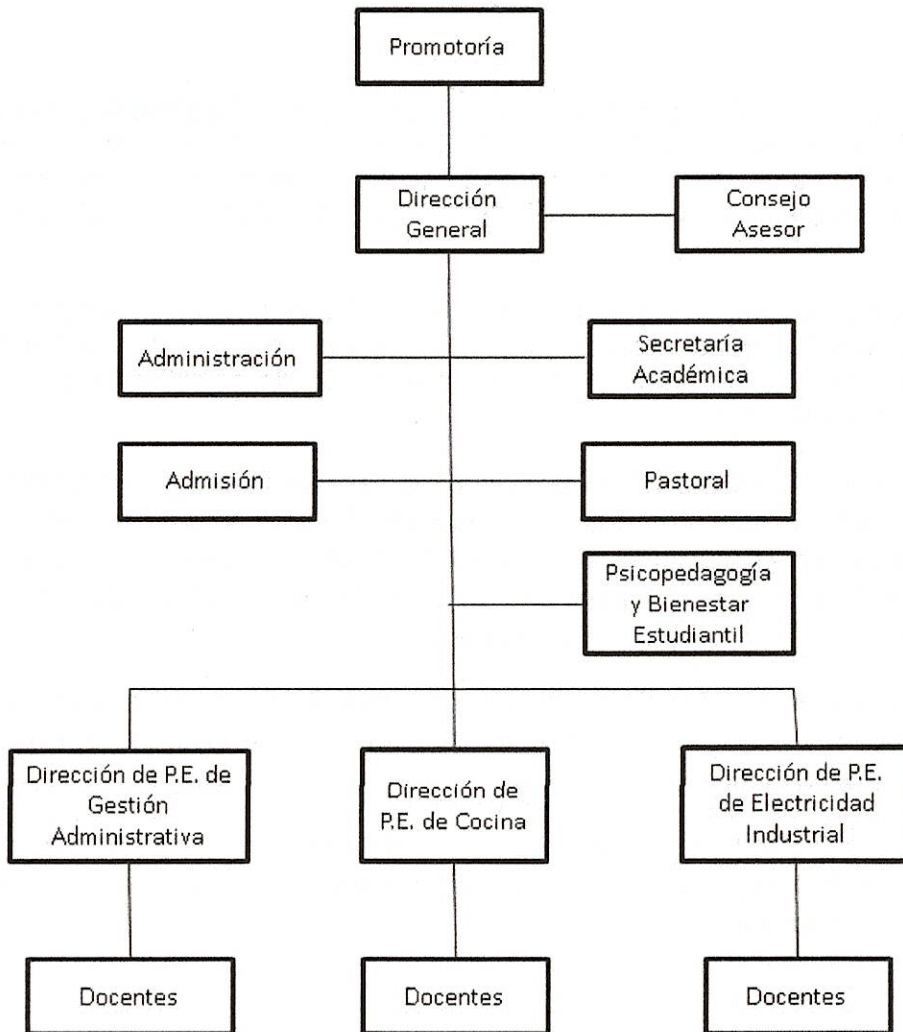 Promotoría
Dirección
General
Consejo
Asesor
Administración
Secretaría
Académica
Admisión
Pastoral
Psicopedagogía
y Bienestar
Estudiantil
Dirección de P.E. de
Gestión
Administrativa
Dirección de
P.E. de Cocina
Dirección de P.E.
de Electricidad
Industrial
Docentes
Docentes
Docentes